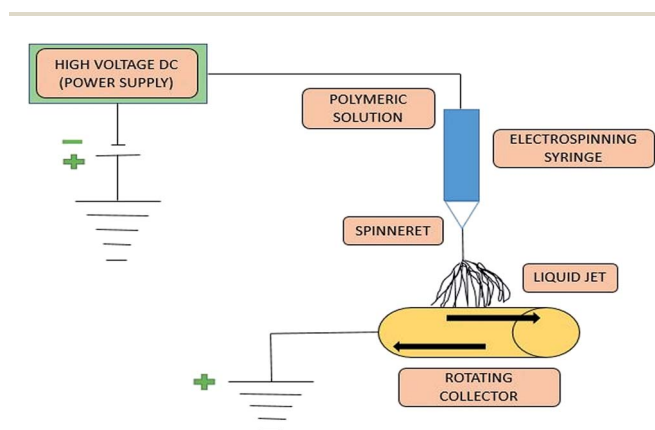 HIGH VOLTAGE DC
(POWER SUPPLY)
POLYMERIC
SOLUTION
ELECTROSPINNING
SYRINGE
SPINNERET
LIQUID JET
ROTATING
COLLECTOR